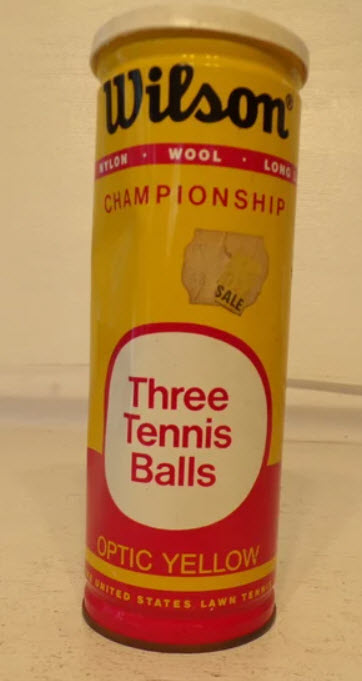 Wilson®
NYLON · WOOL · LONG
CHAMPIONSHIP
SALE
Three
Tennis
Balls
OPTIC YELLOW
UNITED STATES LAWN TENNIS